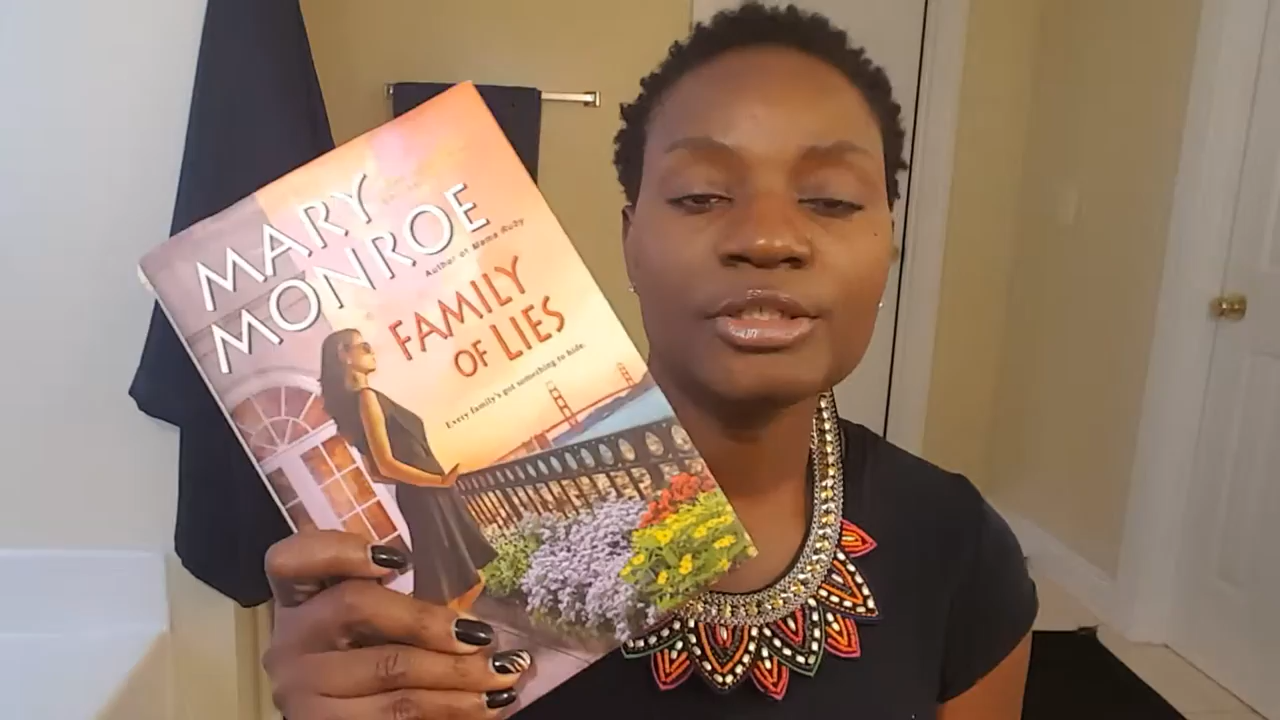 MARY
MONROE
Author of Mama Ruby
FAMILY
OF LIES
Every family's got something to hide.